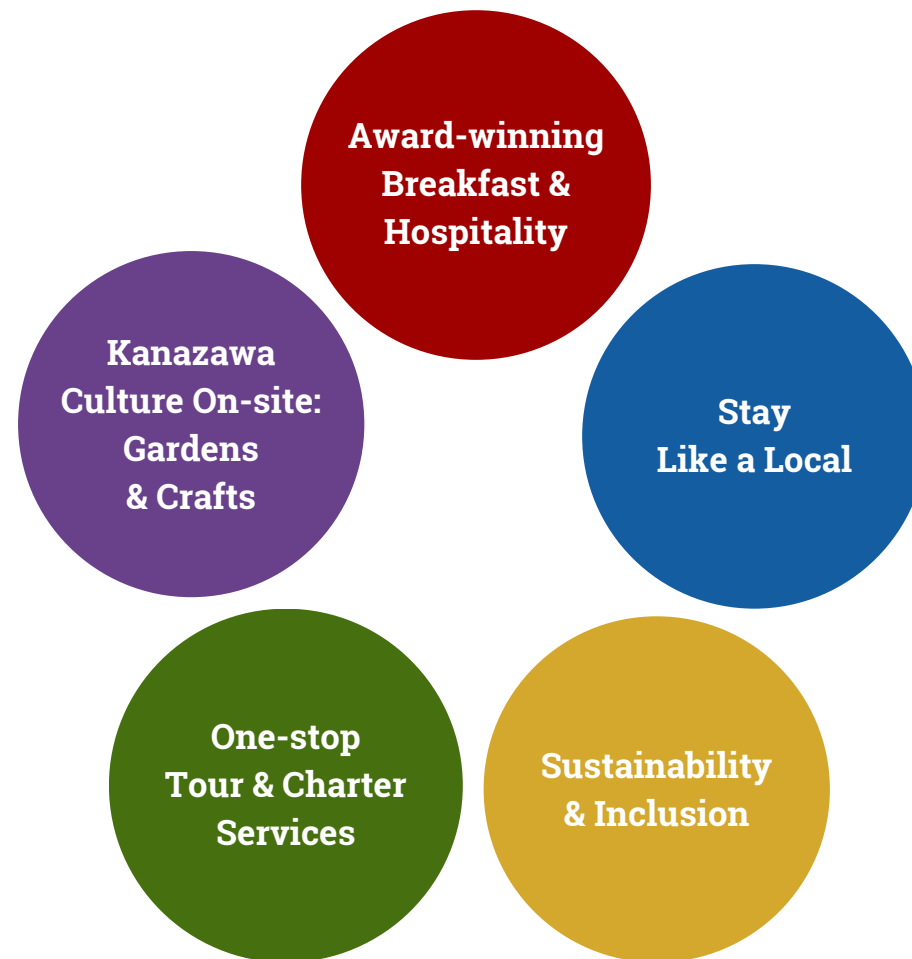 Award-winning
Breakfast &
Hospitality
Kanazawa
Culture On-site:
Gardens
& Crafts
Stay
Like a Local
One-stop
Tour & Charter
Services
Sustainability
& Inclusion